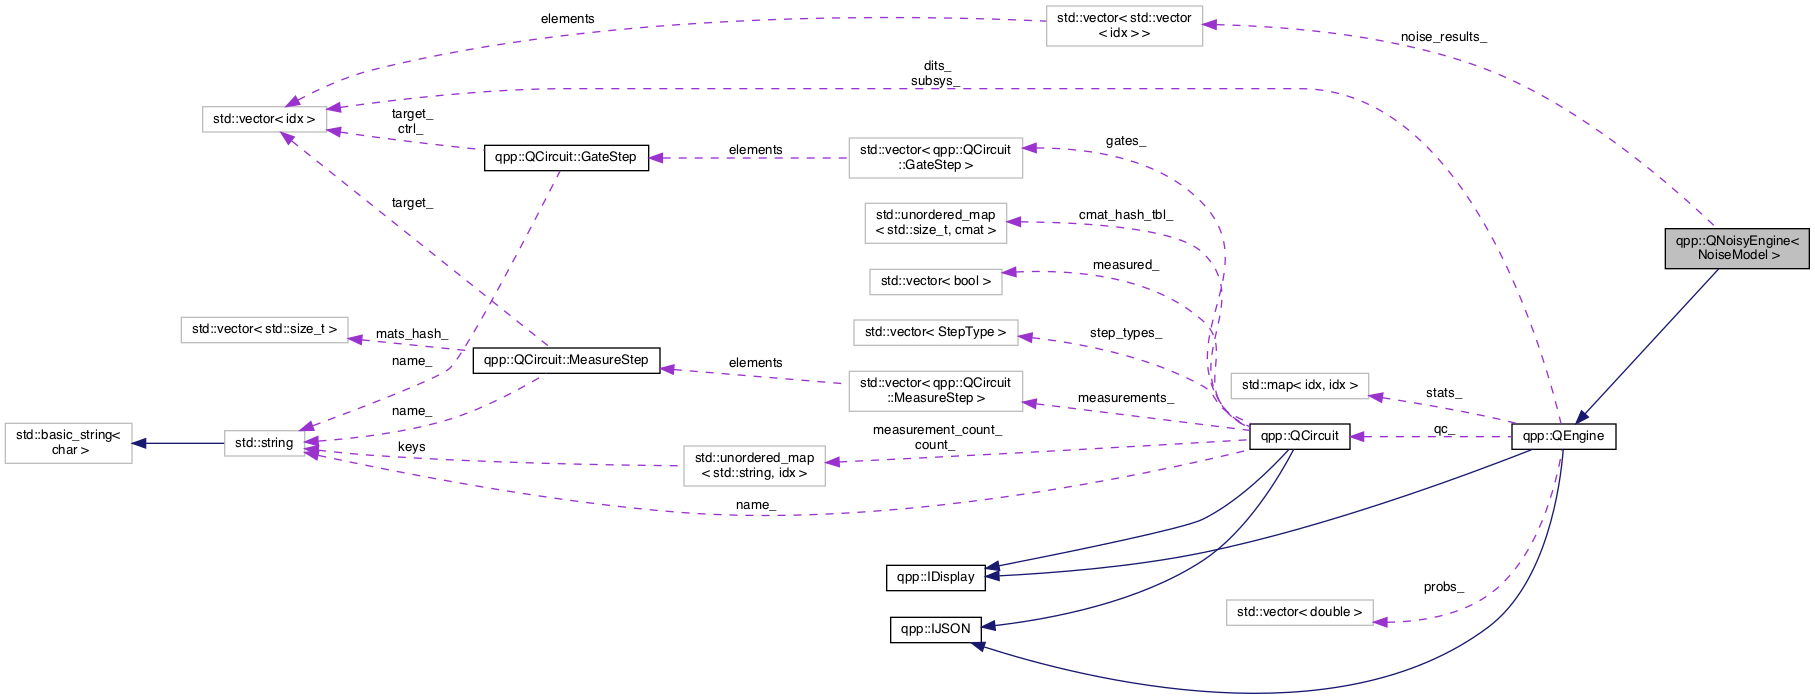 elements
std::vector< std::vector
< idx > >
noise_results_
dits_
subsys_
std::vector< idx >
target_
ctrl_
qpp::QCircuit::GateStep
elements
std::vector< qpp::QCircuit
::GateStep >
gates_
target_
std::unordered_map
< std::size_t, cmat >
cmat_hash_tbl_
qpp::QNoisyEngine<
NoiseModel >
std::vector< bool >
measured_
std::vector< std::size_t >
mats_hash_
std::vector< StepType >
step_types_
name_
qpp::QCircuit::MeasureStep
elements
std::vector< qpp::QCircuit
::MeasureStep >
measurements_
std::map< idx, idx >
stats_
name_
std::basic_string<
char >
std::string
keys
std::unordered_map
< std::string, idx >
measurement_count_
count_
qpp::QCircuit
qc_
qpp::QEngine
name_
qpp::IDisplay
probs_
std::vector< double >
qpp::IJSON